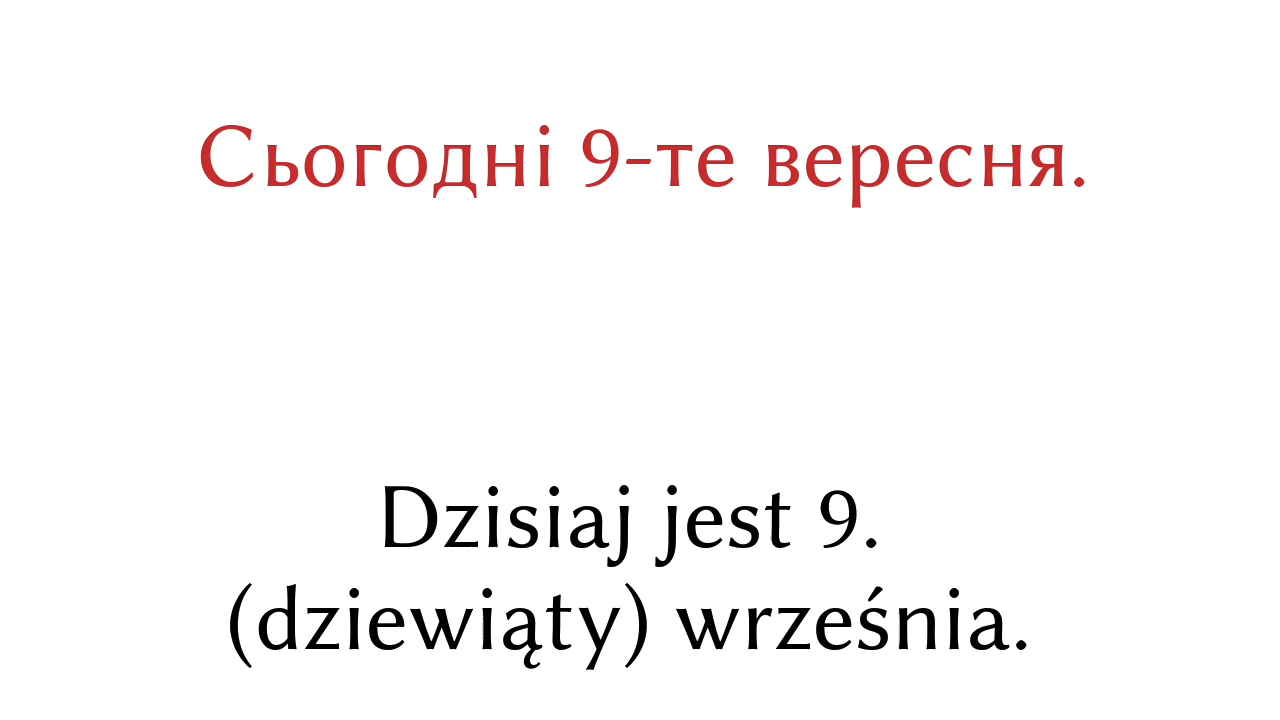 Сьогодні 9-те вересня.
Dzisiaj jest 9.
(dziewiąty) września.